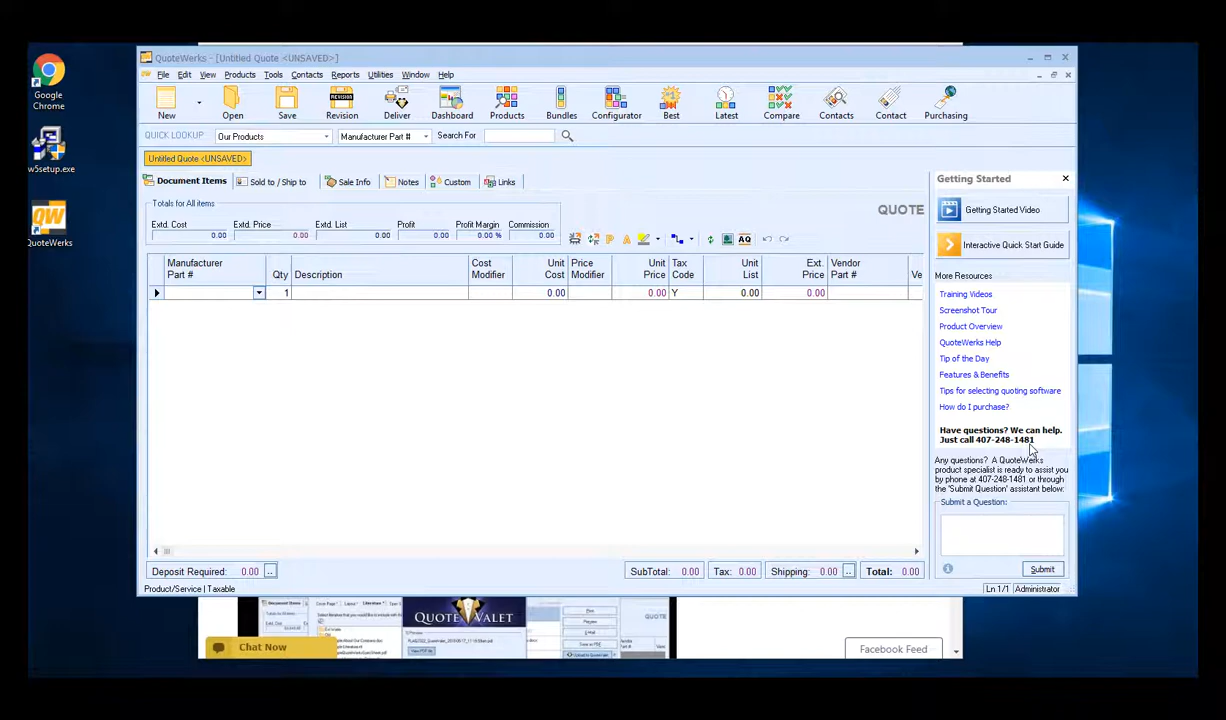 Google
Chrome
w5setup.exe
QW
QuoteWerks
QuoteWerks - [Untitled Quote <UNSAVED>]
File Edit View Products Tools Contacts Reports Utilities Window Help
New Open Save Revision Deliver Dashboard Products Bundles Configurator Best Latest Compare Contacts Contact Purchasing
QUICK LOOKUP: Our Products Manufacturer Part # Search For
Untitled Quote <UNSAVED>
Document Items Sold to / Ship to Sale Info Notes Custom Links
Totals for All items
Extd. Cost Extd. Price Extd. List Profit Profit Margin Commission
0.00 0.00 0.00 0.00 0.00 % 0.00
QUOTE
AQ
Manufacturer
Part # Qty Description Cost
Modifier Unit
Cost Price
Modifier Unit
Price Tax
Code Unit
List Ext.
Price Vendor
Part # Ve
1 0.00 0.00 Y 0.00 0.00
Deposit Required: 0.00 .. SubTotal: 0.00 Tax: 0.00 Shipping: 0.00 .. Total: 0.00
Product/Service | Taxable Ln 1/1 Administrator
Getting Started
Getting Started Video
Interactive Quick Start Guide
More Resources
Training Videos
Screenshot Tour
Product Overview
QuoteWerks Help
Tip of the Day
Features & Benefits
Tips for selecting quoting software
How do I purchase?
Have questions? We can help.
Just call 407-248-1481
Any questions? A QuoteWerks
product specialist is ready to assist you
by phone at 407-248-1481 or through
the 'Submit Question' assistant below:
Submit a Question:
Submit
QUOTE VALET
Chat Now
Facebook Feed